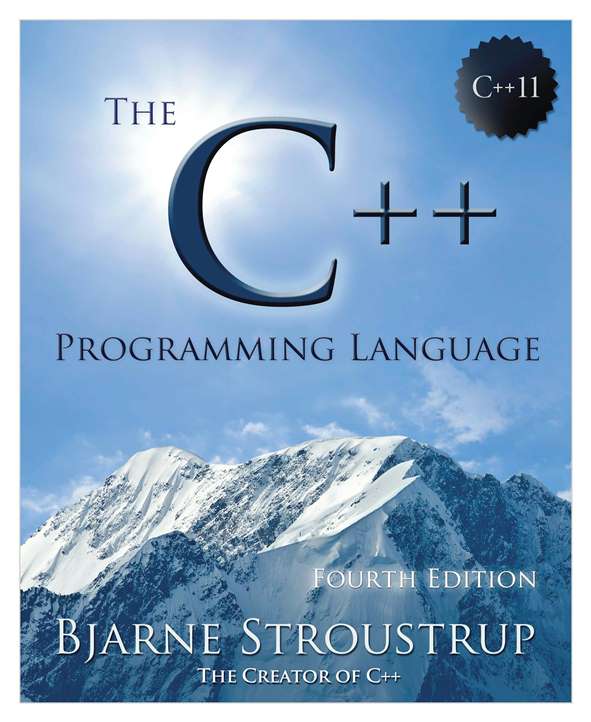 C++11
THE
C++
PROGRAMMING LANGUAGE
FOURTH EDITION
BJARNE STROUSTRUP
THE CREATOR OF C++